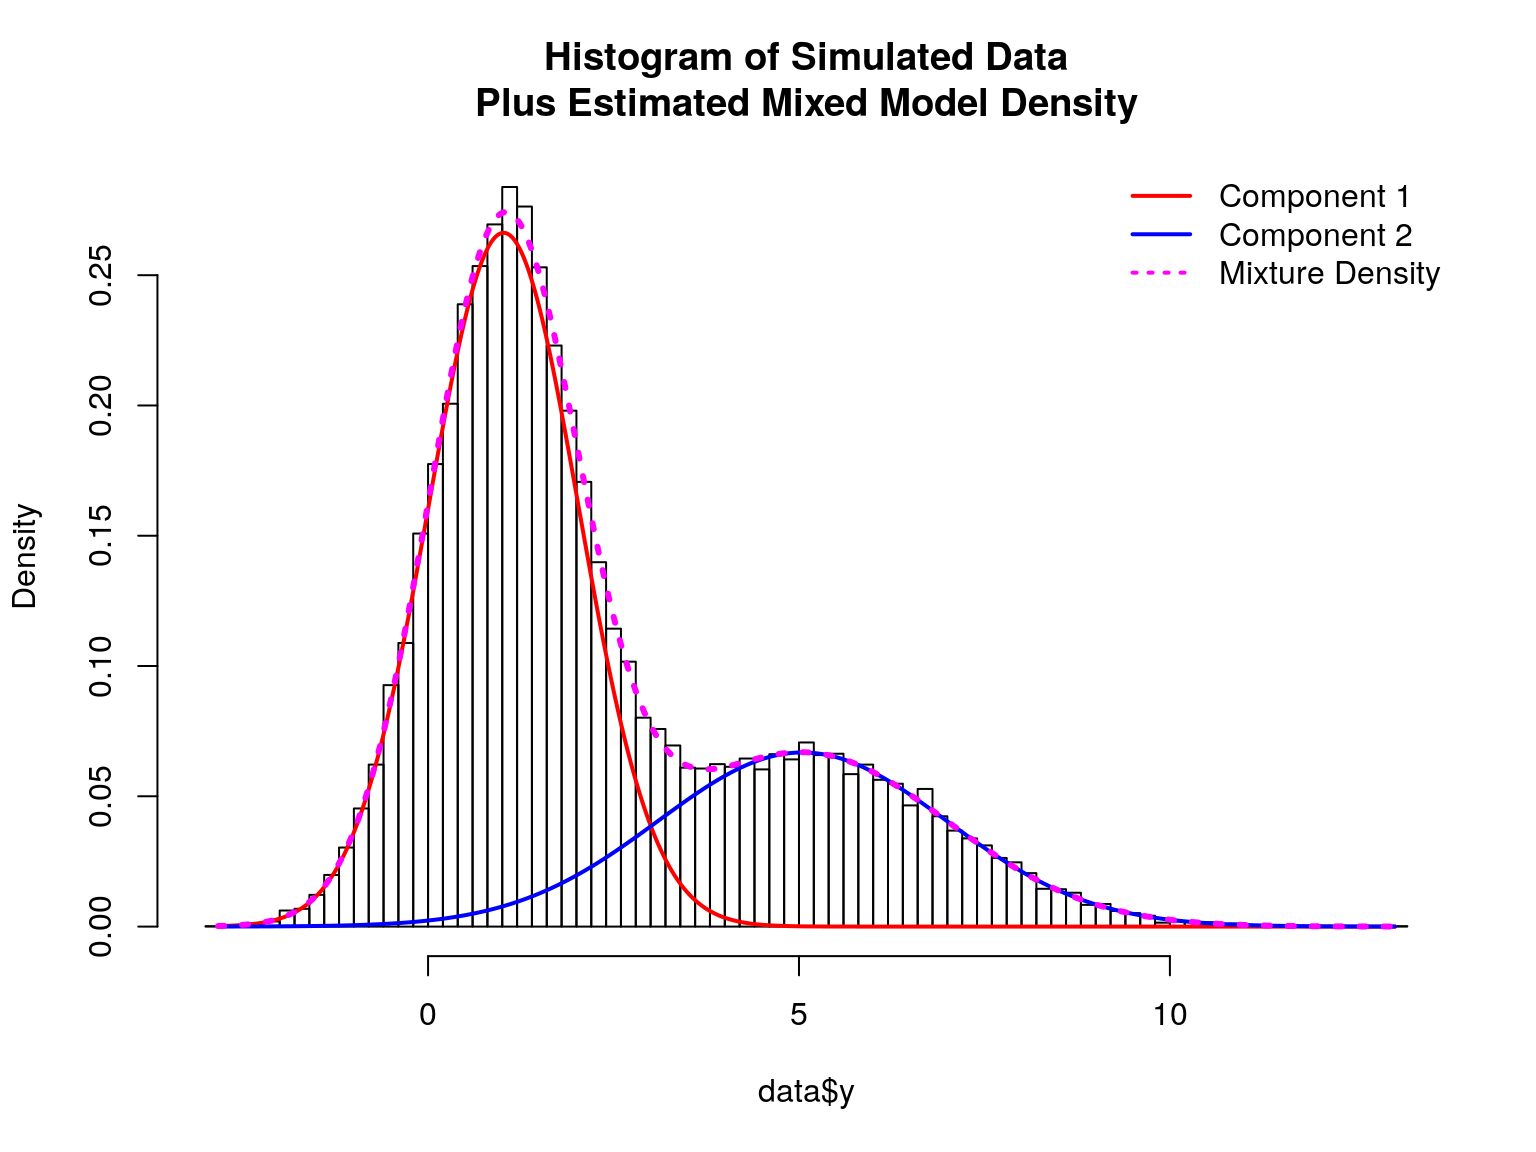 Histogram of Simulated Data
Plus Estimated Mixed Model Density
Component 1
Component 2
Mixture Density
Density
0.25
0.20
0.15
0.10
0.05
0.00
0 5 10
data$y